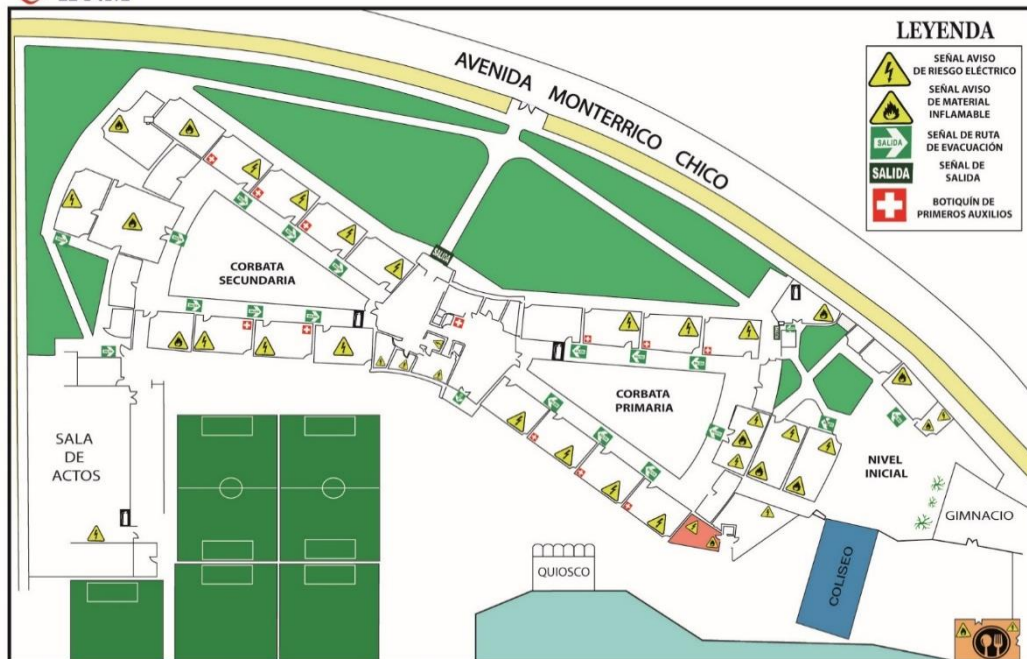 AVENIDA MONTERRICO CHICO
LEYENDA
SEÑAL AVISO
DE RIESGO ELÉCTRICO
SEÑAL AVISO
DE MATERIAL
INFLAMABLE
SALIDA
SEÑAL DE RUTA
DE EVACUACIÓN
SALIDA
SEÑAL DE
SALIDA
BOTIQUÍN DE
PRIMEROS AUXILIOS
SALIDA
CORBATA
SECUNDARIA
CORBATA
PRIMARIA
SALA
DE
ACTOS
NIVEL
INICIAL
GIMNACIO
QUIOSCO
COLISEO